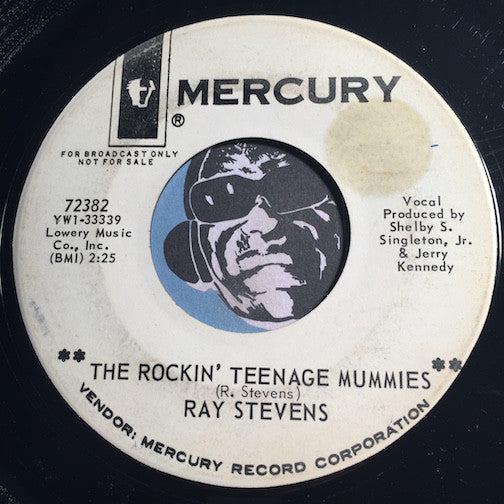 MERCURY
®
FOR BROADCAST ONLY
NOT FOR SALE
72382
YW1-33339
Lowery Music
Co., Inc.
(BMI) 2:25
Vocal
Produced by
Shelby S.
Singleton, Jr.
& Jerry
Kennedy
** THE ROCKIN' TEENAGE MUMMIES **
(R. Stevens)
RAY STEVENS
VENDOR: MERCURY RECORD CORPORATION